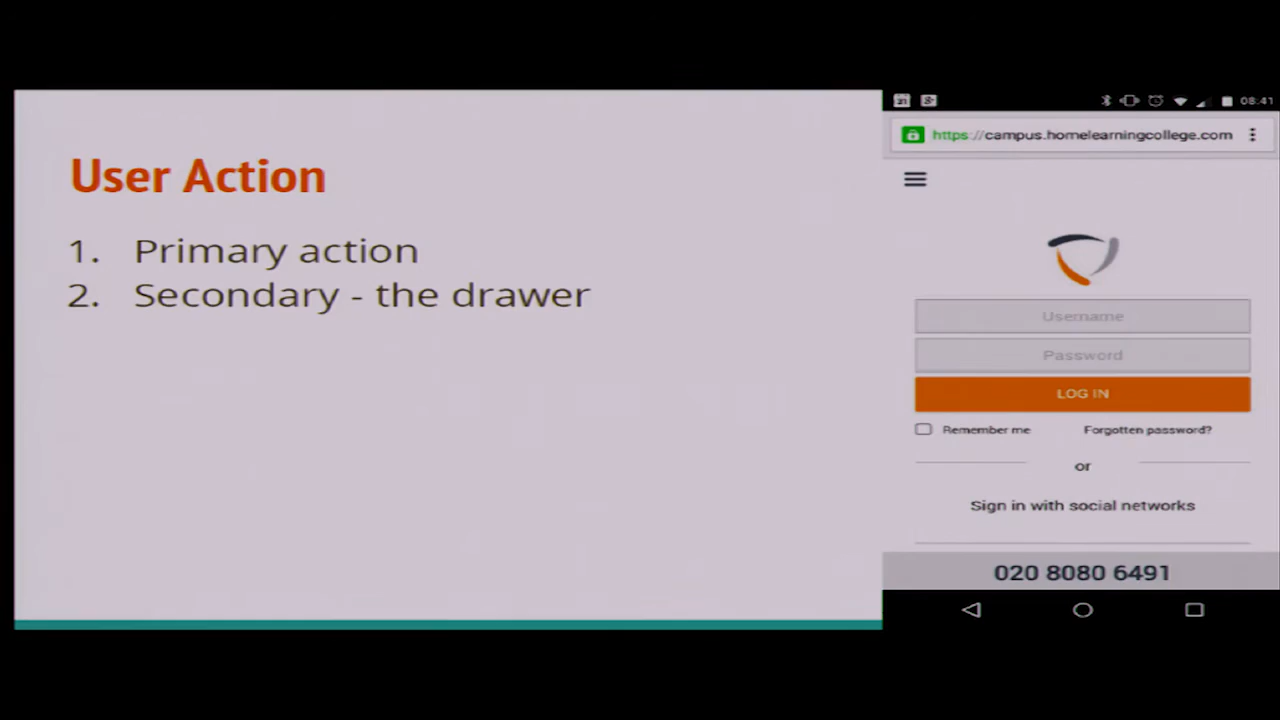 User Action
1. Primary action
2. Secondary - the drawer
31
08:41
https://campus.homelearningcollege.com
Username
Password
LOG IN
Remember me
Forgotten password?
or
Sign in with social networks
020 8080 6491